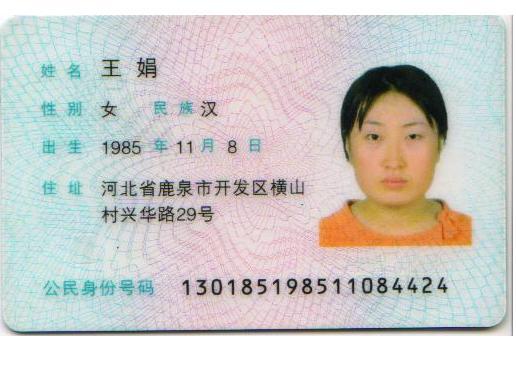 姓名 王娟
性别 女 民族 汉
出生 1985 年 11 月 8 日
住址 河北省鹿泉市开发区横山
村兴华路29号
公民身份号码 130185198511084424